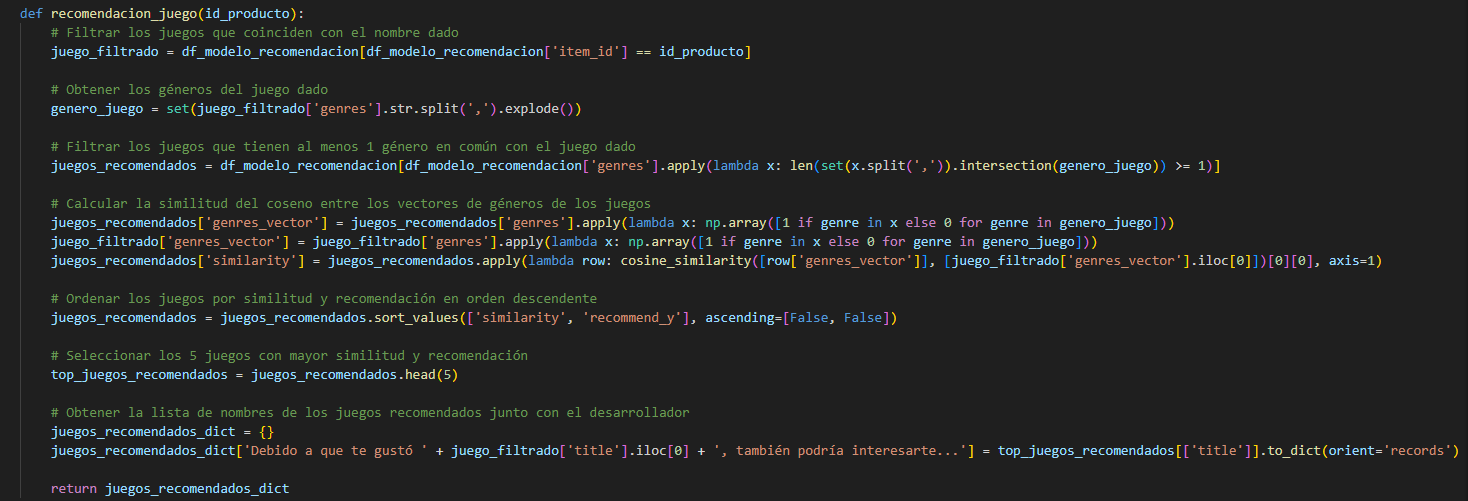 def recomendacion_juego(id_producto):
# Filtrar los juegos que coinciden con el nombre dado
juego_filtrado = df_modelo_recomendacion[df_modelo_recomendacion['item_id'] == id_producto]
# Obtener los géneros del juego dado
genero_juego = set(juego_filtrado['genres'].str.split(',').explode())
# Filtrar los juegos que tienen al menos 1 género en común con el juego dado
juegos_recomendados = df_modelo_recomendacion[df_modelo_recomendacion['genres'].apply(lambda x: len(set(x.split(',')).intersection(genero_juego)) >= 1)]
# Calcular la similitud del coseno entre los vectores de géneros de los juegos
juegos_recomendados['genres_vector'] = juegos_recomendados['genres'].apply(lambda x: np.array([1 if genre in x else 0 for genre in genero_juego]))
juego_filtrado['genres_vector'] = juego_filtrado['genres'].apply(lambda x: np.array([1 if genre in x else 0 for genre in genero_juego]))
juegos_recomendados['similarity'] = juegos_recomendados.apply(lambda row: cosine_similarity([row['genres_vector']], [juego_filtrado['genres_vector'].iloc[0]])[0][0], axis=1)
# Ordenar los juegos por similitud y recomendación en orden descendente
juegos_recomendados = juegos_recomendados.sort_values(['similarity', 'recommend_y'], ascending=[False, False])
# Seleccionar los 5 juegos con mayor similitud y recomendación
top_juegos_recomendados = juegos_recomendados.head(5)
# Obtener la lista de nombres de los juegos recomendados junto con el desarrollador
juegos_recomendados_dict = {}
juegos_recomendados_dict['Debido a que te gustó ' + juego_filtrado['title'].iloc[0] + ', también podría interesarte...'] = top_juegos_recomendados[['title']].to_dict(orient='records')
return juegos_recomendados_dict